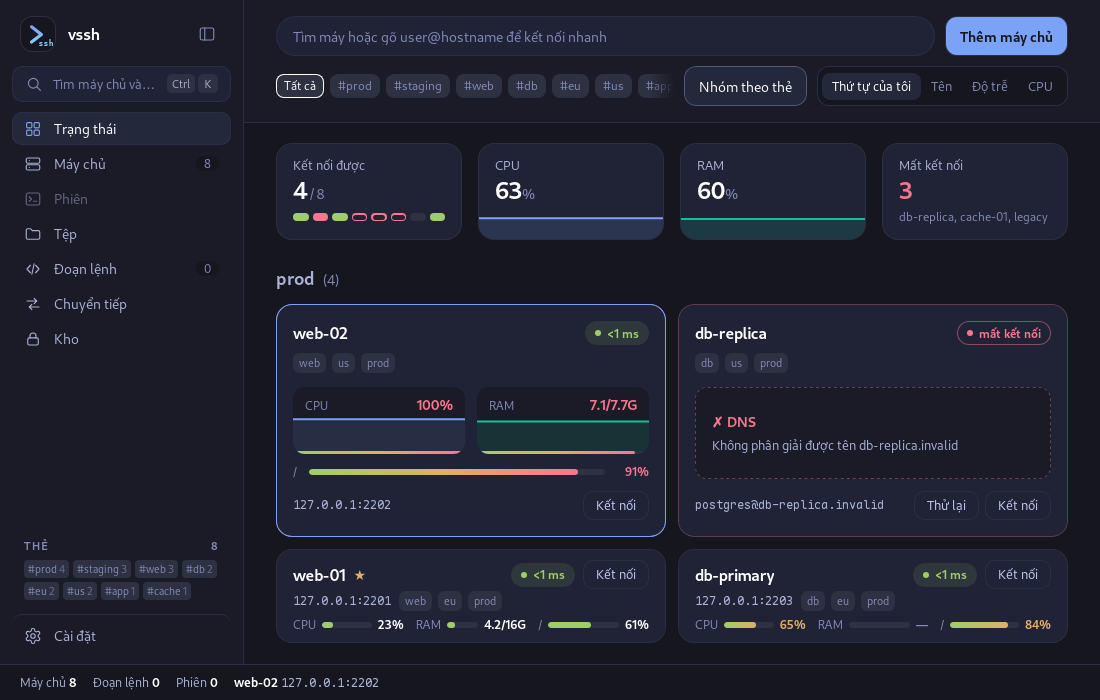 ssh
vssh
Tìm máy chủ và... Ctrl K
Trạng thái
Máy chủ 8
Phiên
Tệp
Đoạn lệnh 0
Chuyển tiếp
Kho
THẺ 8
#prod 4 #staging 3 #web 3 #db 2
#eu 2 #us 2 #app 1 #cache 1
Cài đặt
Tìm máy hoặc gõ user@hostname để kết nối nhanh
Thêm máy chủ
Tất cả #prod #staging #web #db #eu #us #app
Nhóm theo thẻ
Thứ tự của tôi Tên Độ trễ CPU
Kết nối được
4 / 8
CPU
63%
RAM
60%
Mất kết nối
3
db-replica, cache-01, legacy
prod (4)
web-02 <1 ms
web us prod
CPU 100%
RAM 7.1/7.7G
/ 91%
127.0.0.1:2202 Kết nối
db-replica mất kết nối
db us prod
✗ DNS
Không phân giải được tên db-replica.invalid
postgres@db-replica.invalid Thử lại Kết nối
web-01 ★ <1 ms Kết nối
127.0.0.1:2201 web eu prod
CPU 23% RAM 4.2/16G / 61%
db-primary <1 ms Kết nối
127.0.0.1:2203 db eu prod
CPU 65% RAM — / 84%
Máy chủ 8 Đoạn lệnh 0 Phiên 0 web-02 127.0.0.1:2202